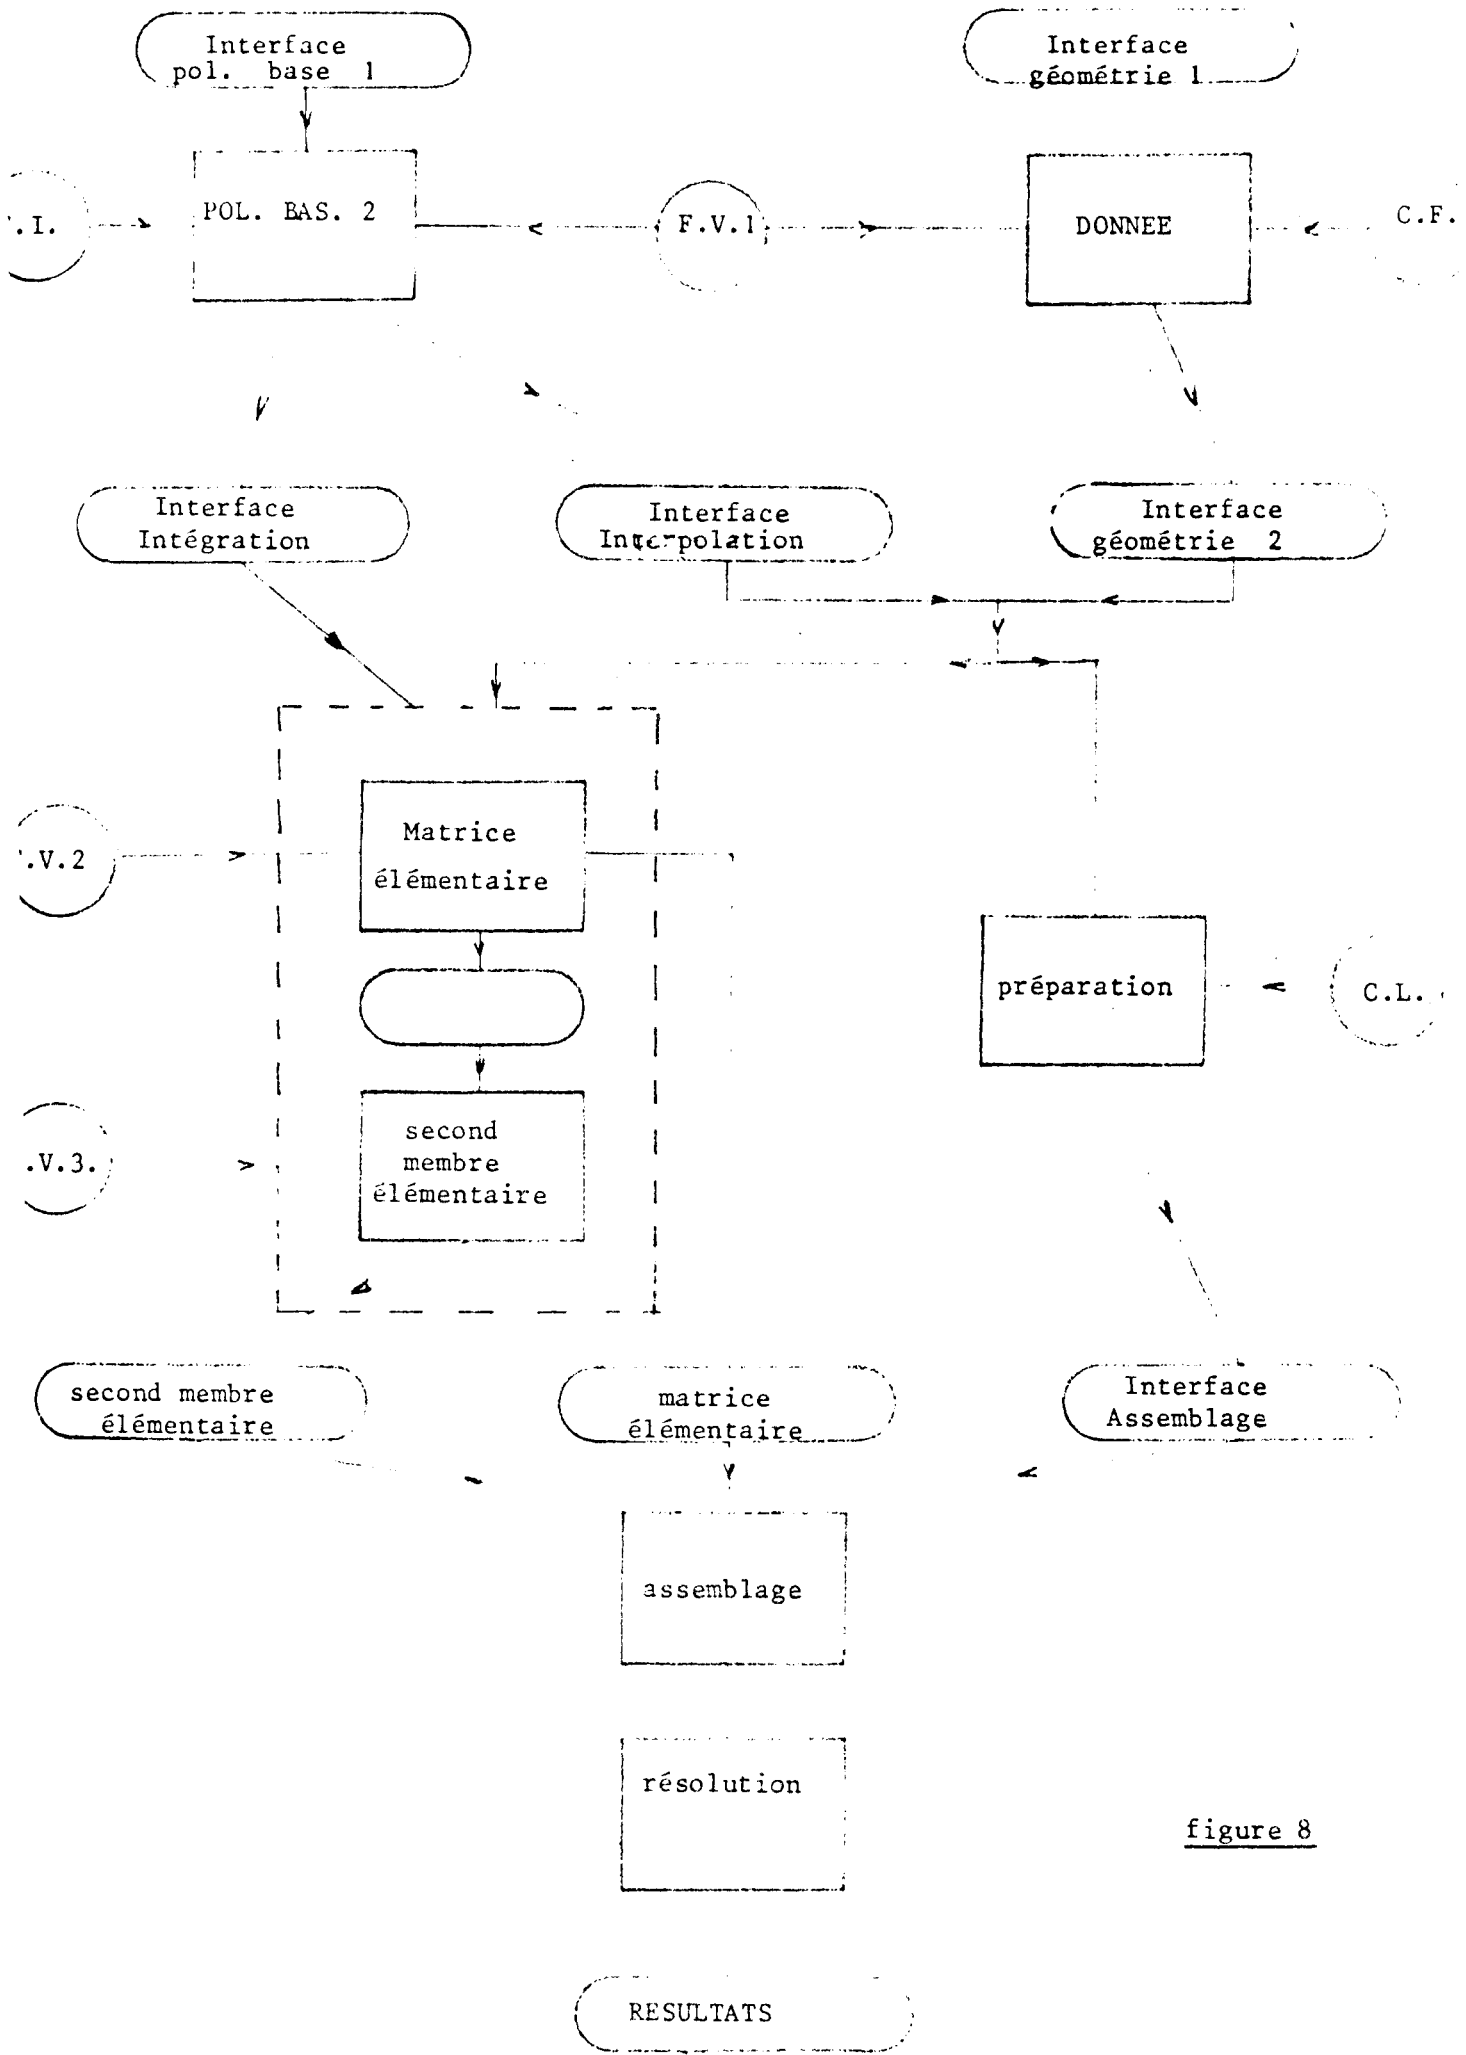 Interface
pol. base 1
Interface
géométrie 1
.I.
POL. BAS. 2
F.V.1
DONNEE
C.F.
Interface
Intégration
Interface
Interpolation
Interface
géométrie 2
.V.2
Matrice
élémentaire
préparation
C.L.
.V.3.
second
membre
élémentaire
second membre
élémentaire
matrice
élémentaire
Interface
Assemblage
assemblage
résolution
figure 8
RESULTATS